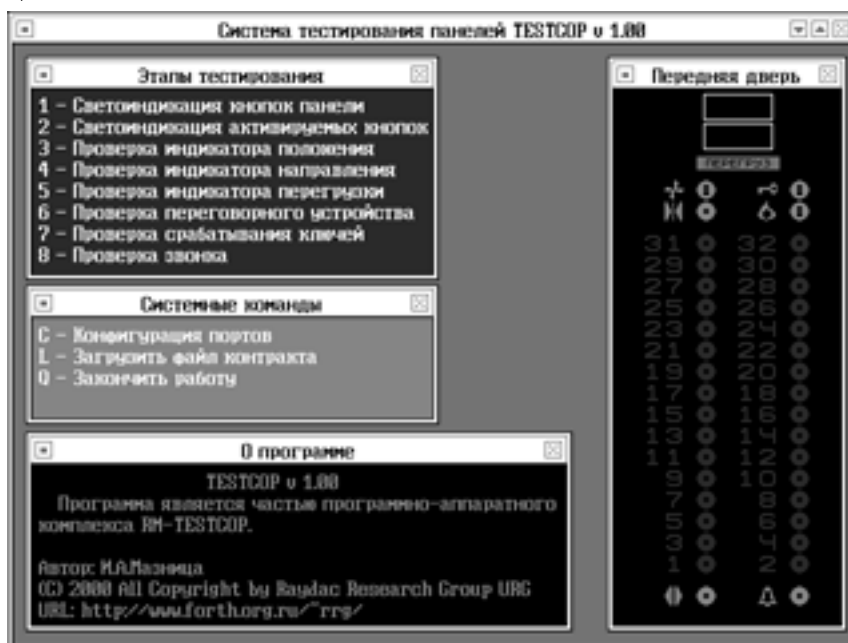 Система тестирования панелей TESTCOP v 1.00
Этапы тестирования
1 - Светоиндикация кнопок панели
2 - Светоиндикация активируемых кнопок
3 - Проверка индикатора положения
4 - Проверка индикатора направления
5 - Проверка индикатора перегрузки
6 - Проверка переговорного устройства
7 - Проверка срабатывания ключей
8 - Проверка звонка
Системные команды
C - Конфигурация портов
L - Загрузить файл контракта
Q - Закончить работу
О программе
TESTCOP v 1.00
Программа является частью программно-аппаратного
комплекса RM-TESTCOP.
Автор: И.А.Мазница
(C) 2000 All Copyright by Raydac Research Group URG
URL: http://www.forth.org.ru/~rrg/
Передняя дверь
ПЕРЕГРУЗ
31 32
29 30
27 28
25 26
23 24
21 22
19 20
17 18
15 16
13 14
11 12
9 10
7 8
5 6
3 4
1 2